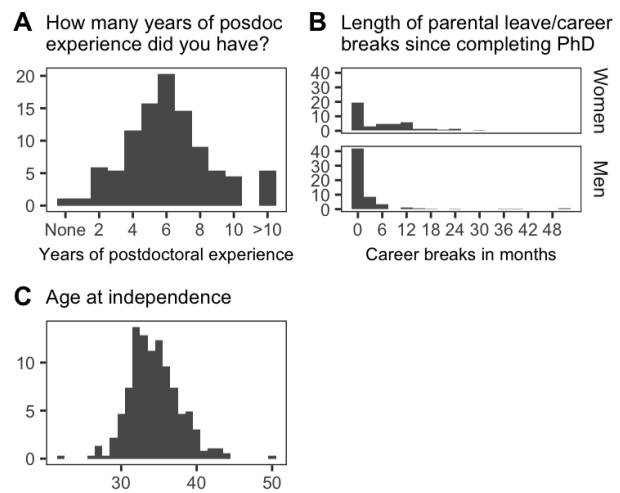 A How many years of posdoc
experience did you have?
20
15
10
5
0
None 2 4 6 8 10 >10
Years of postdoctoral experience
B Length of parental leave/career
breaks since completing PhD
40
30
20
10
0
Women
40
30
20
10
0
Men
0 6 12 18 24 30 36 42 48
Career breaks in months
C Age at independence
10
5
0
30 40 50